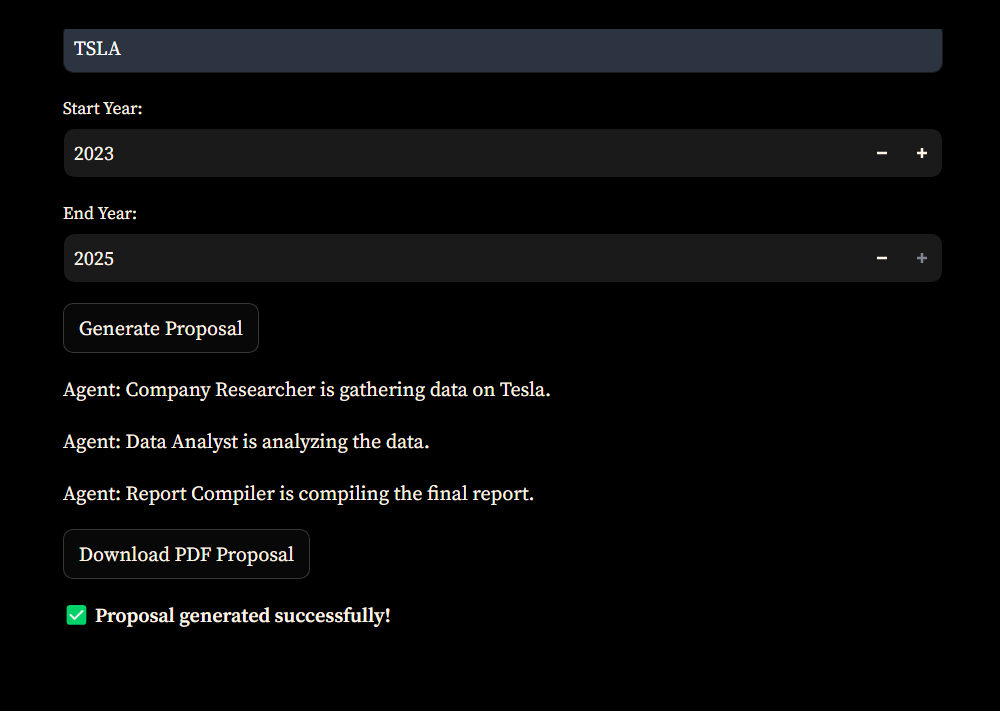 TSLA
Start Year:
2023
End Year:
2025
Generate Proposal
Agent: Company Researcher is gathering data on Tesla.
Agent: Data Analyst is analyzing the data.
Agent: Report Compiler is compiling the final report.
Download PDF Proposal
Proposal generated successfully!